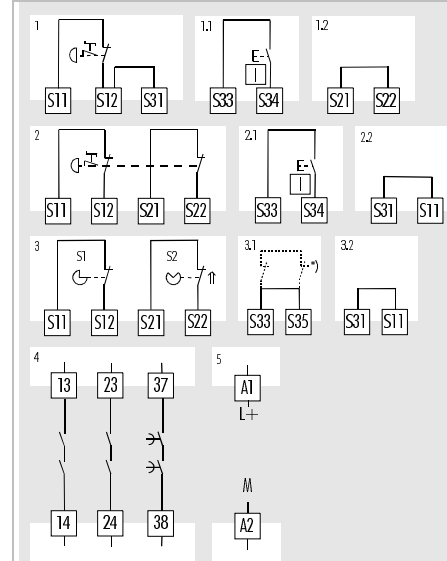 1
1.1
1.2
S11 S12 S31
S33 S34
S21 S22
2
2.1
2.2
S11 S12 S21 S22
S33 S34
S31 S11
3
S1
S2
3.1
*)
3.2
S11 S12 S21 S22
S33 S35
S31 S11
4
5
13 23 37
A1
L+
M
14 24 38
A2